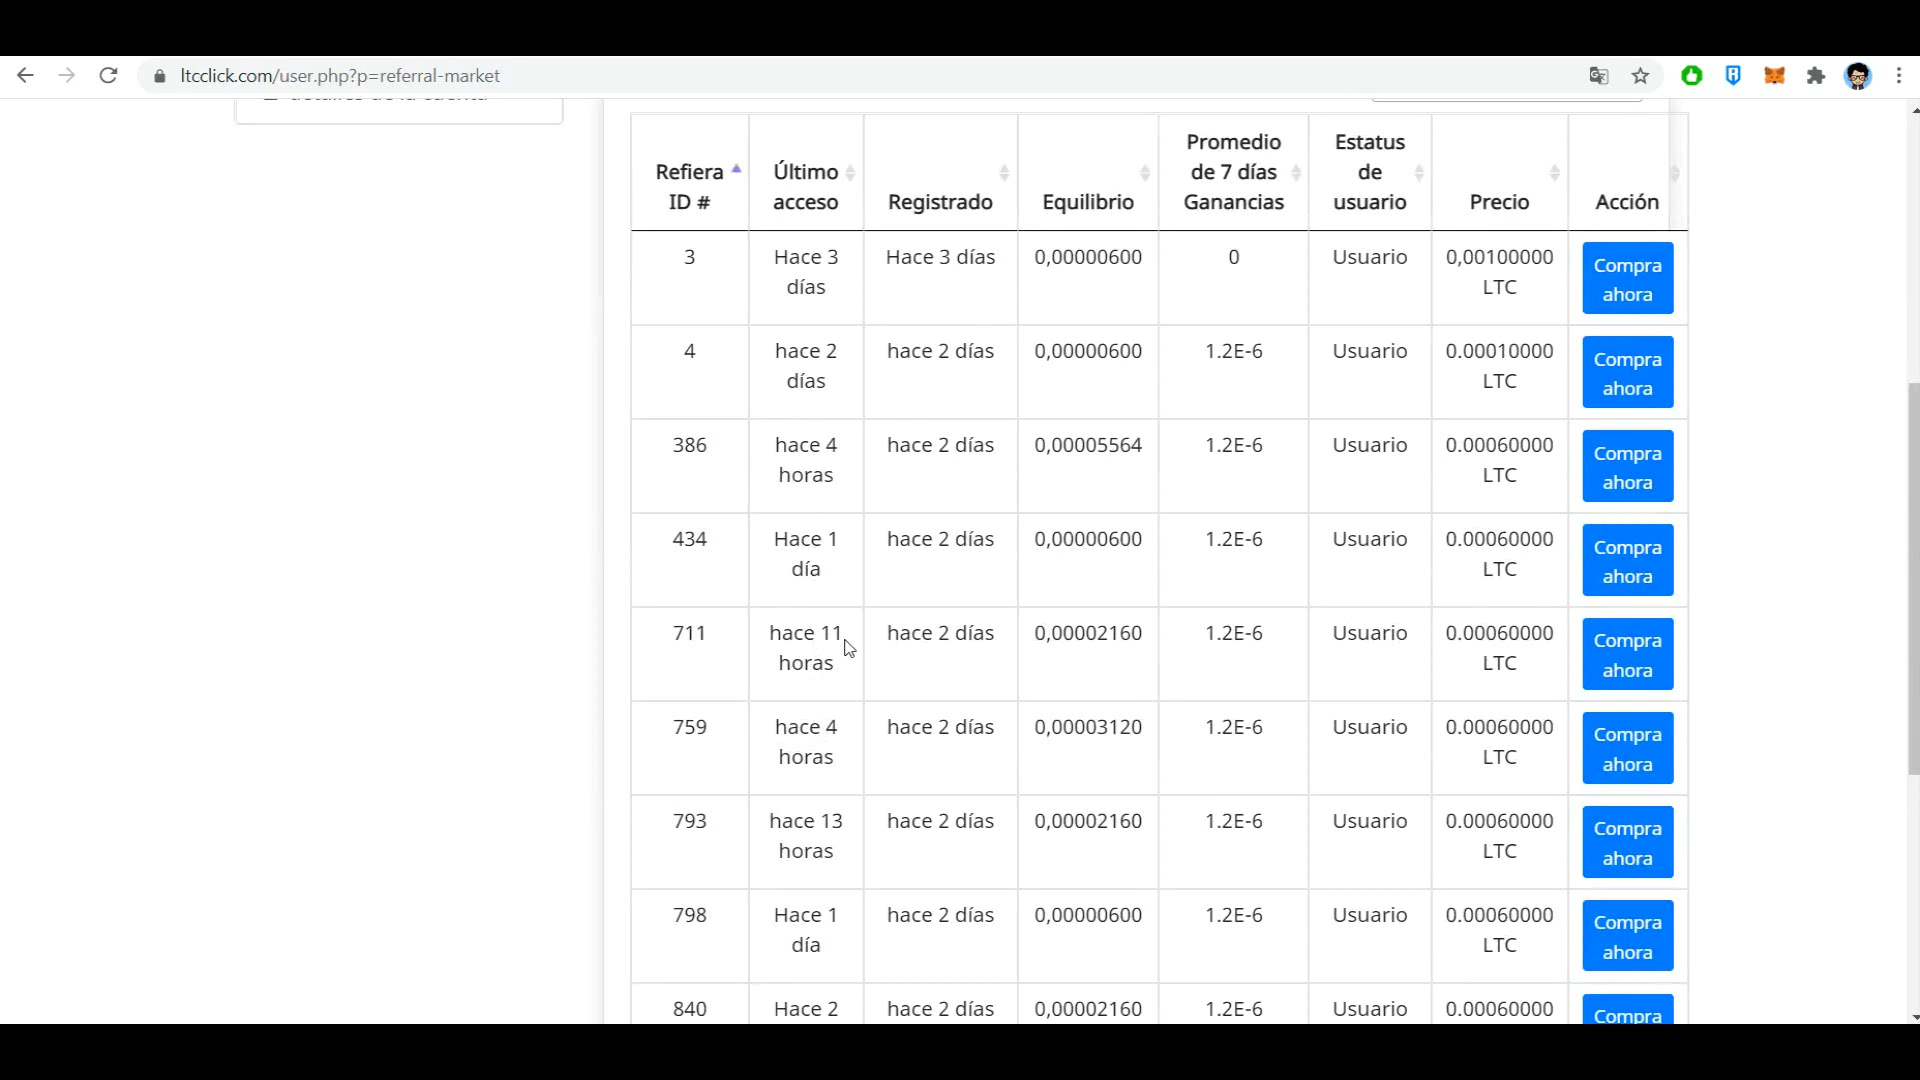 ltcclick.com/user.php?p=referral-market
detalles de la cuenta
Refiera ID #
Último acceso
Registrado
Equilibrio
Promedio de 7 días Ganancias
Estatus de usuario
Precio
Acción
3 Hace 3 días Hace 3 días 0,00000600 0 Usuario 0,00100000 LTC Compra ahora
4 hace 2 días hace 2 días 0,00000600 1.2E-6 Usuario 0.00010000 LTC Compra ahora
386 hace 4 horas hace 2 días 0,00005564 1.2E-6 Usuario 0.00060000 LTC Compra ahora
434 Hace 1 día hace 2 días 0,00000600 1.2E-6 Usuario 0.00060000 LTC Compra ahora
711 hace 11 horas hace 2 días 0,00002160 1.2E-6 Usuario 0.00060000 LTC Compra ahora
759 hace 4 horas hace 2 días 0,00003120 1.2E-6 Usuario 0.00060000 LTC Compra ahora
793 hace 13 horas hace 2 días 0,00002160 1.2E-6 Usuario 0.00060000 LTC Compra ahora
798 Hace 1 día hace 2 días 0,00000600 1.2E-6 Usuario 0.00060000 LTC Compra ahora
840 Hace 2 hace 2 días 0,00002160 1.2E-6 Usuario 0.00060000 Compra